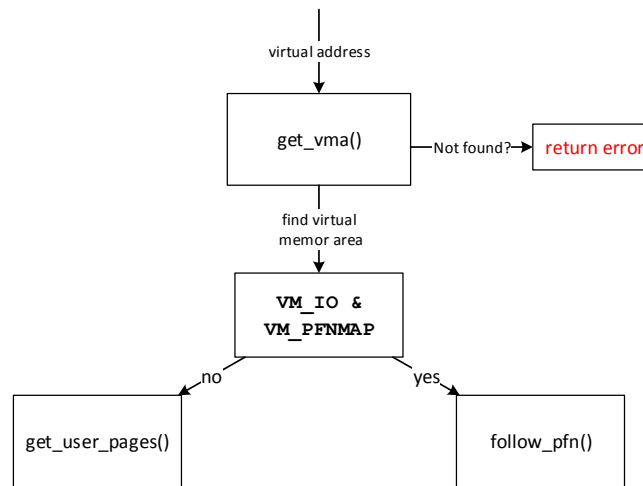 virtual address
get_vma()
Not found?
return error
find virtual
memor area
VM_IO &
VM_PFNMAP
no
yes
get_user_pages()
follow_pfn()